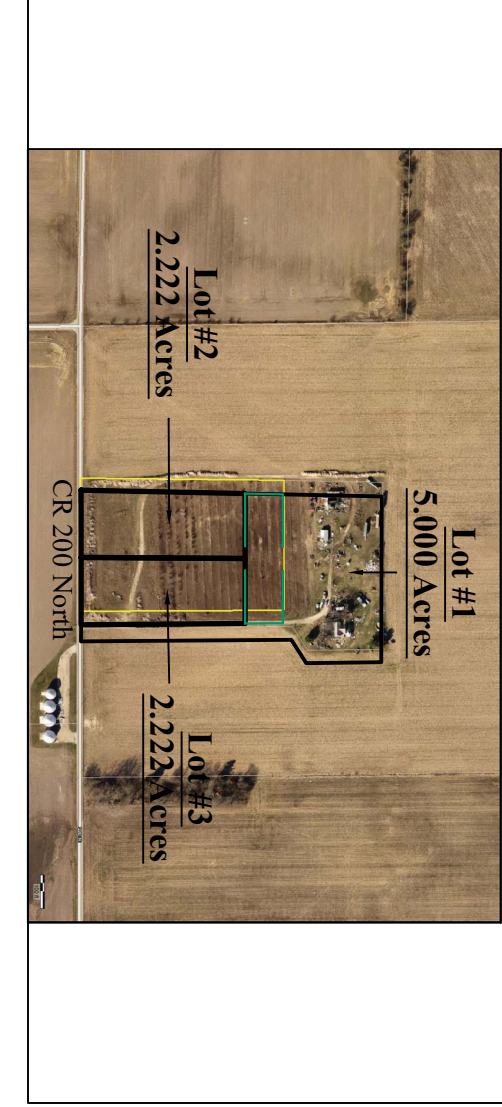 Lot #1
5.000 Acres
Lot #2
2.222 Acres
Lot #3
2.222 Acres
CR 200 North